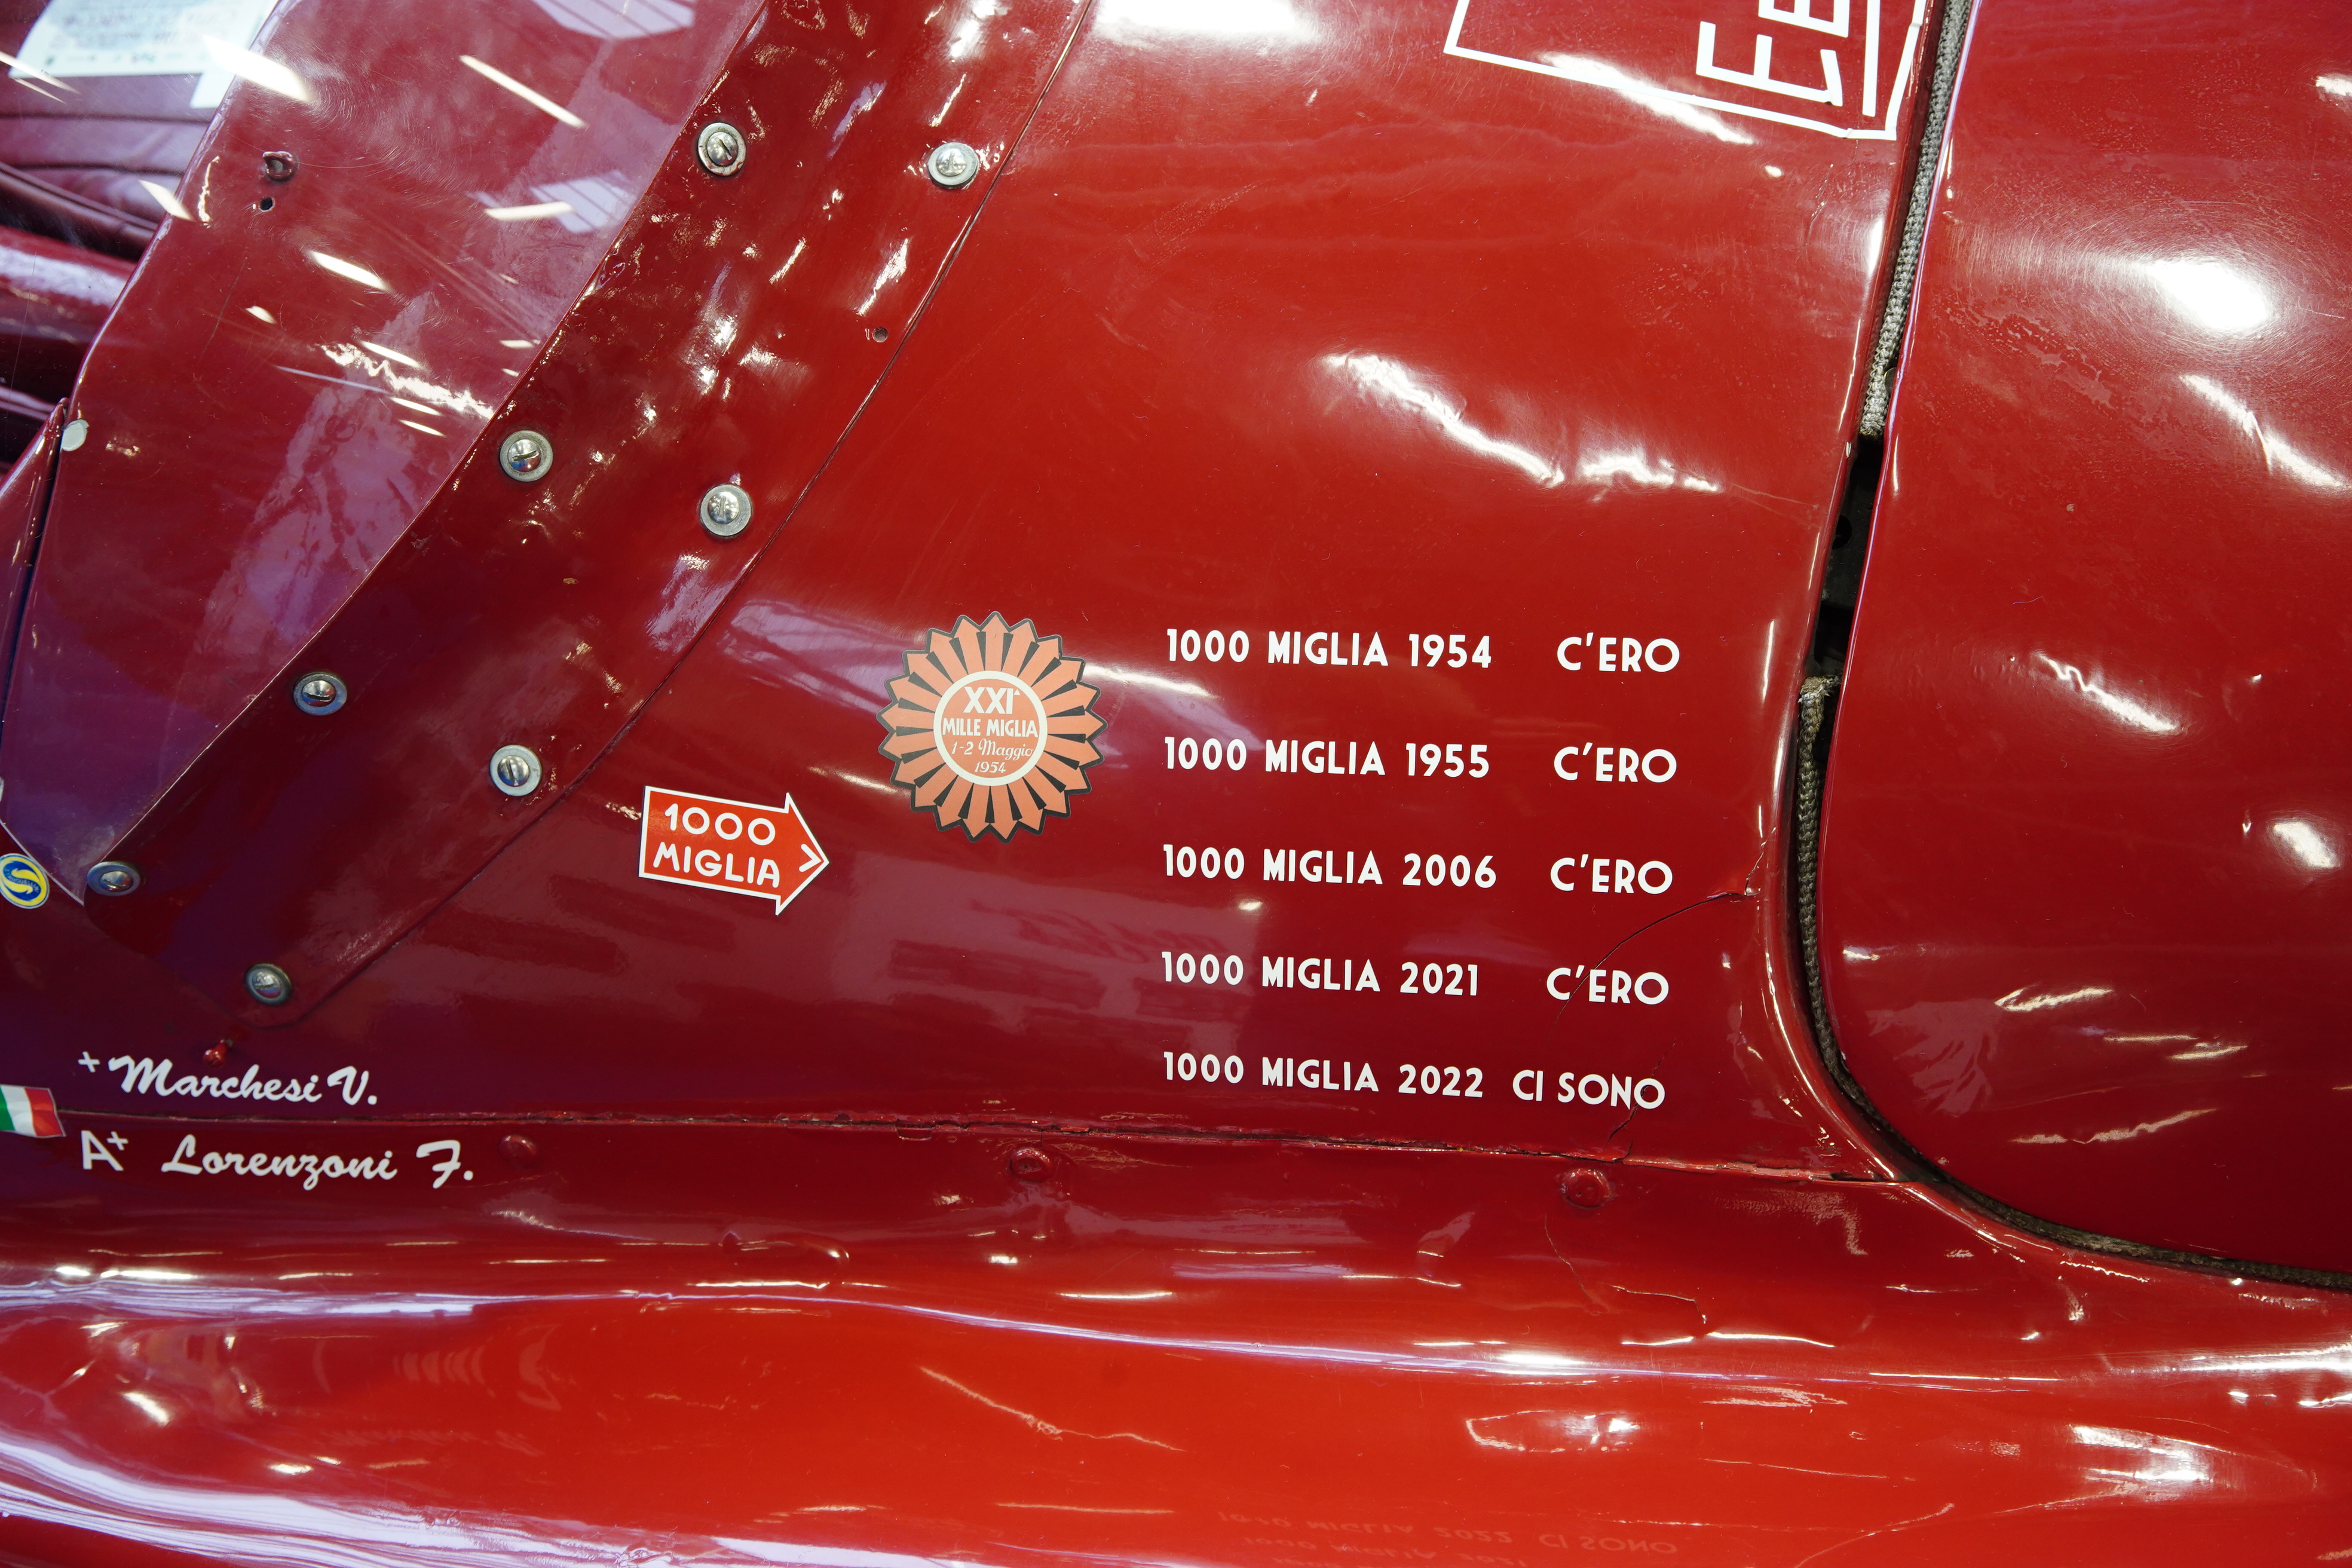 XXIª
MILLE MIGLIA
1-2 Maggio
1954
1000
MIGLIA
1000 MIGLIA 1954 C'ERO
1000 MIGLIA 1955 C'ERO
1000 MIGLIA 2006 C'ERO
1000 MIGLIA 2021 C'ERO
1000 MIGLIA 2022 CI SONO
+ Marchesi V.
A+ Lorenzoni F.